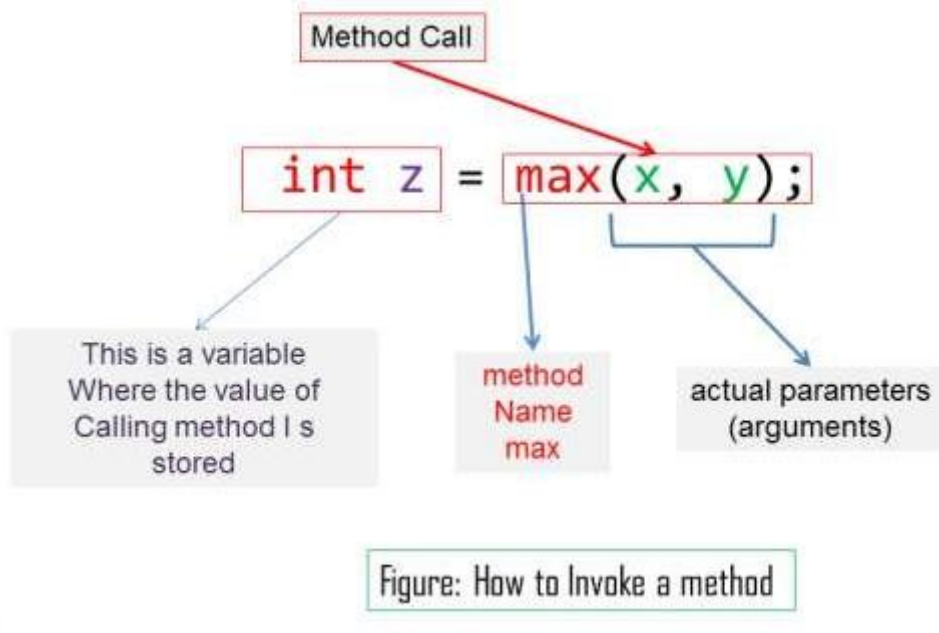 Method Call
int z = max(x, y);
This is a variable
Where the value of
Calling method I s
stored
method
Name
max
actual parameters
(arguments)
Figure: How to Invoke a method